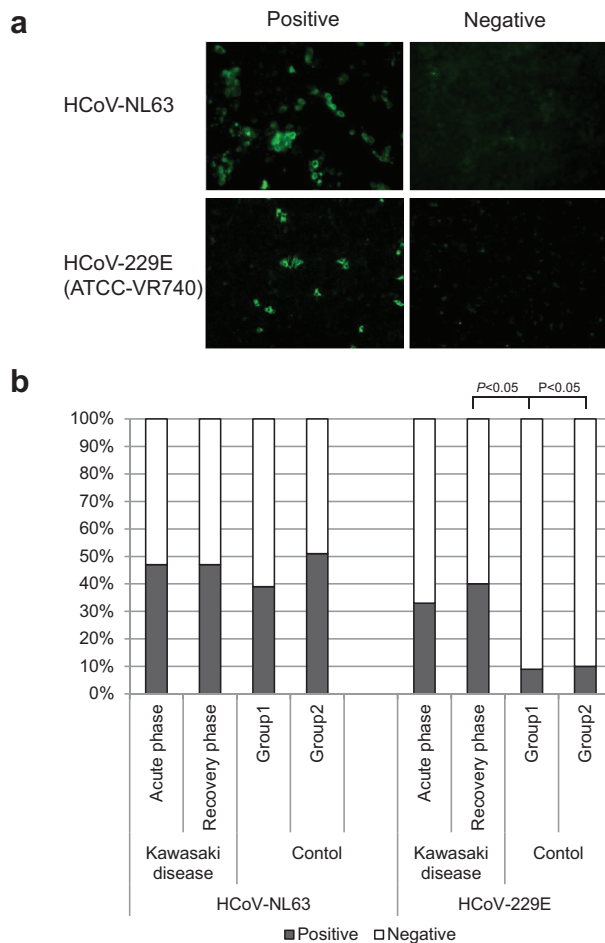 a
Positive Negative
HCoV-NL63
HCoV-229E
(ATCC-VR740)
b
P<0.05 P<0.05
100%
90%
80%
70%
60%
50%
40%
30%
20%
10%
0%
Acute phase Recovery phase Group1 Group2 Acute phase Recovery phase Group1 Group2
Kawasaki disease Contol Kawasaki disease Contol
HCoV-NL63 HCoV-229E
Positive Negative